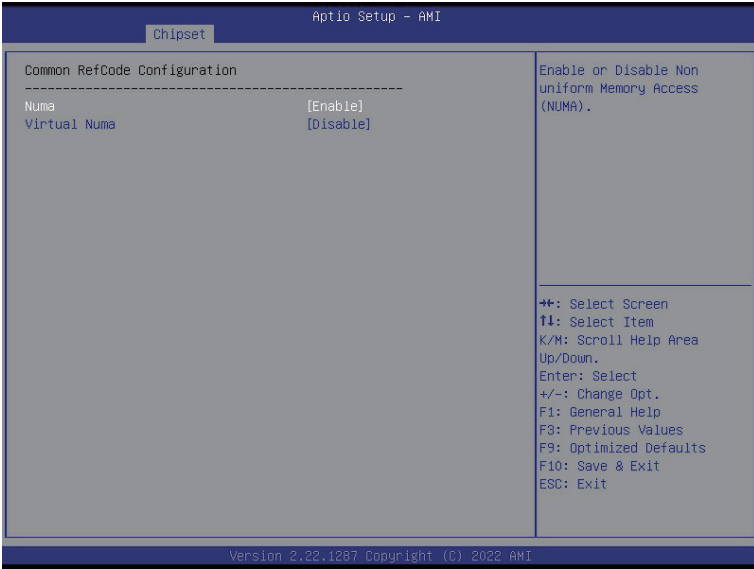 Aptio Setup – AMI
Chipset
Common RefCode Configuration
--------------------------------------------------
Numa [Enable]
Virtual Numa [Disable]
Enable or Disable Non
uniform Memory Access
(NUMA).
→←: Select Screen
↑↓: Select Item
K/M: Scroll Help Area
Up/Down.
Enter: Select
+/-: Change Opt.
F1: General Help
F3: Previous Values
F9: Optimized Defaults
F10: Save & Exit
ESC: Exit
Version 2.22.1287 Copyright (C) 2022 AMI